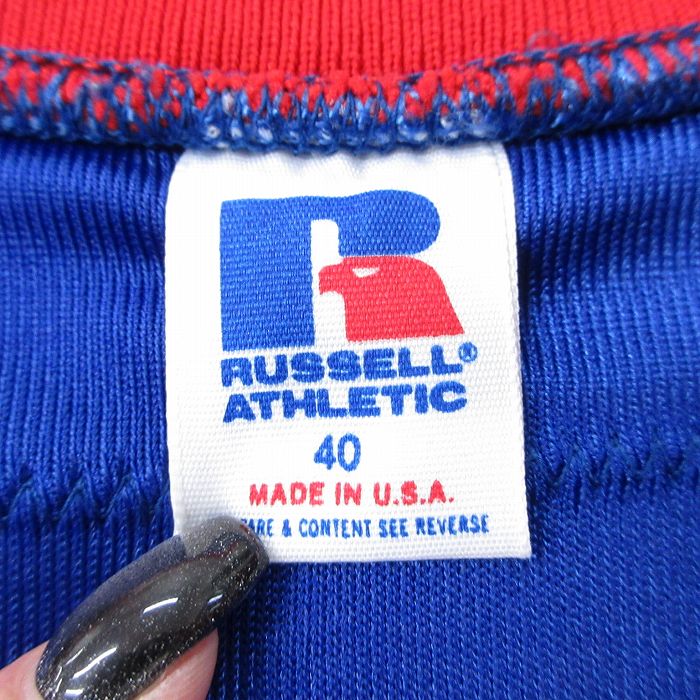 RUSSELL®
ATHLETIC
40
MADE IN U.S.A.
& CONTENT SEE REVERSE